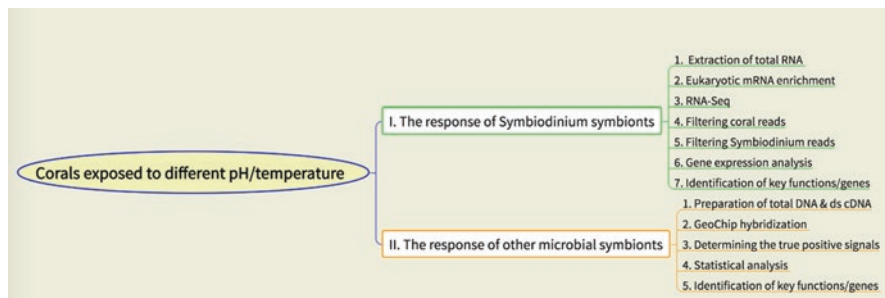 Corals exposed to different pH/temperature
I. The response of Symbiodinium symbionts
1. Extraction of total RNA
2. Eukaryotic mRNA enrichment
3. RNA-Seq
4. Filtering coral reads
5. Filtering Symbiodinium reads
6. Gene expression analysis
7. Identification of key functions/genes
II. The response of other microbial symbionts
1. Preparation of total DNA & ds cDNA
2. GeoChip hybridization
3. Determining the true positive signals
4. Statistical analysis
5. Identification of key functions/genes